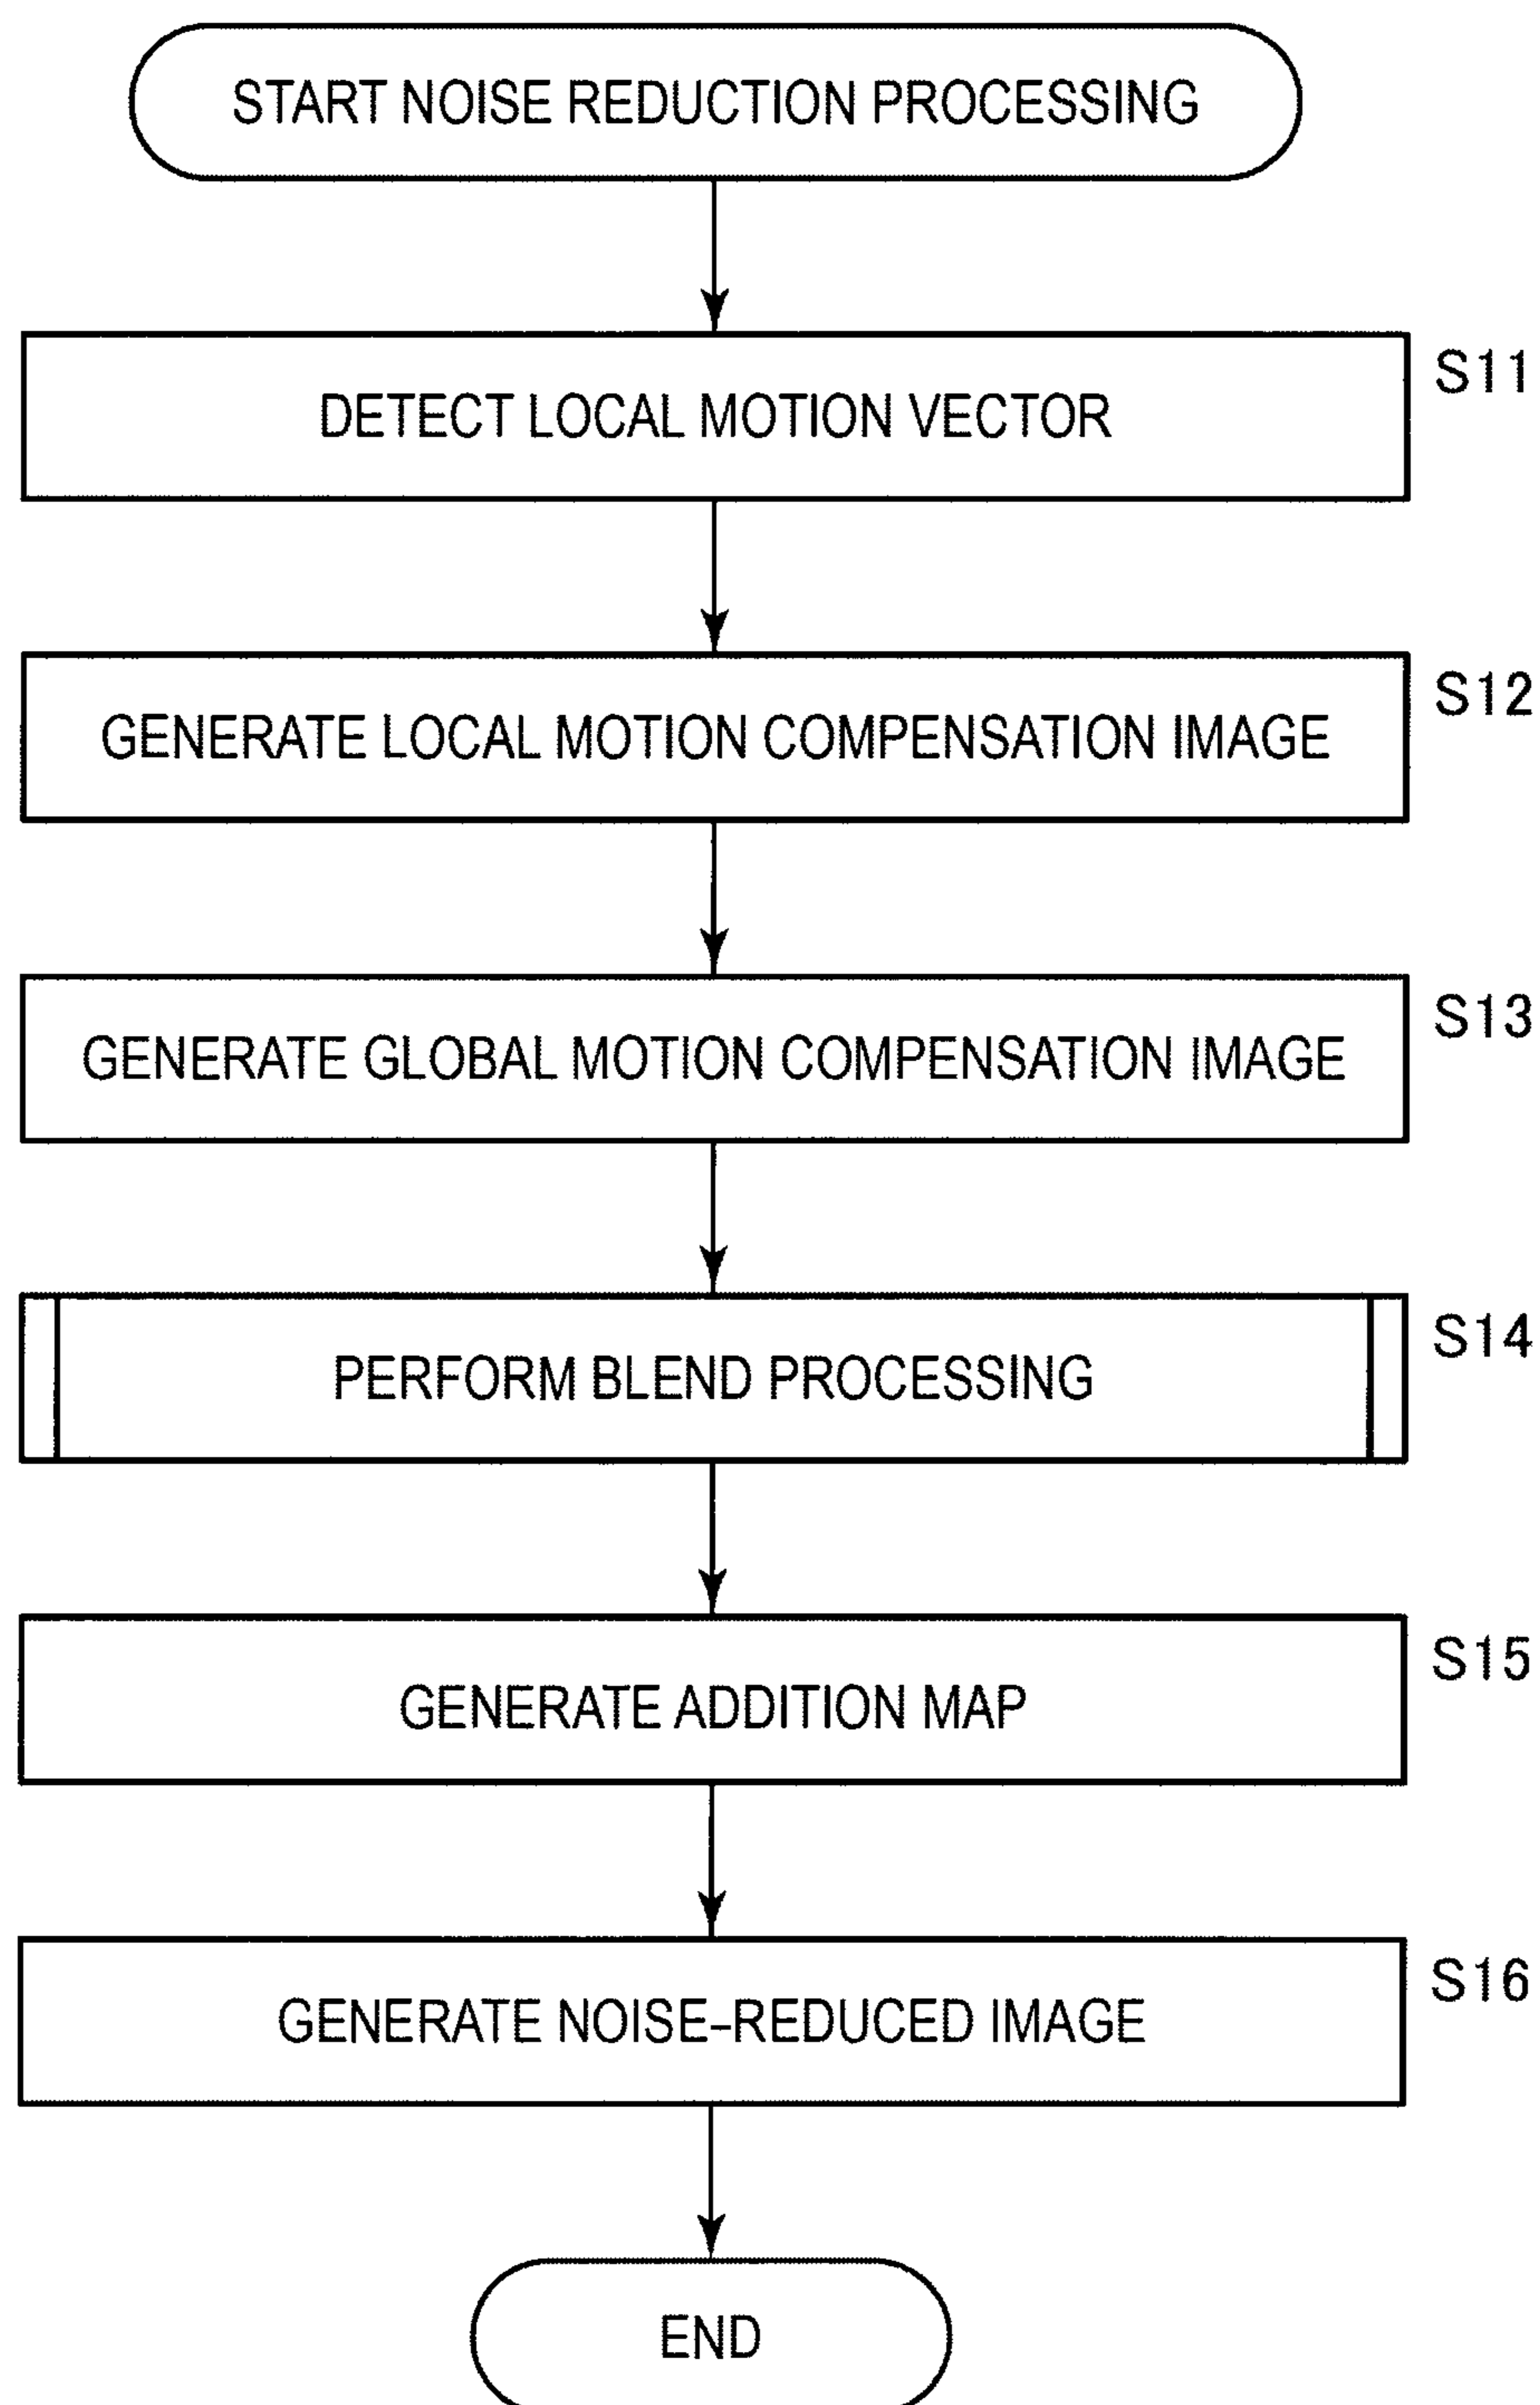 START NOISE REDUCTION PROCESSING
S11
DETECT LOCAL MOTION VECTOR
S12
GENERATE LOCAL MOTION COMPENSATION IMAGE
S13
GENERATE GLOBAL MOTION COMPENSATION IMAGE
S14
PERFORM BLEND PROCESSING
S15
GENERATE ADDITION MAP
S16
GENERATE NOISE-REDUCED IMAGE
END